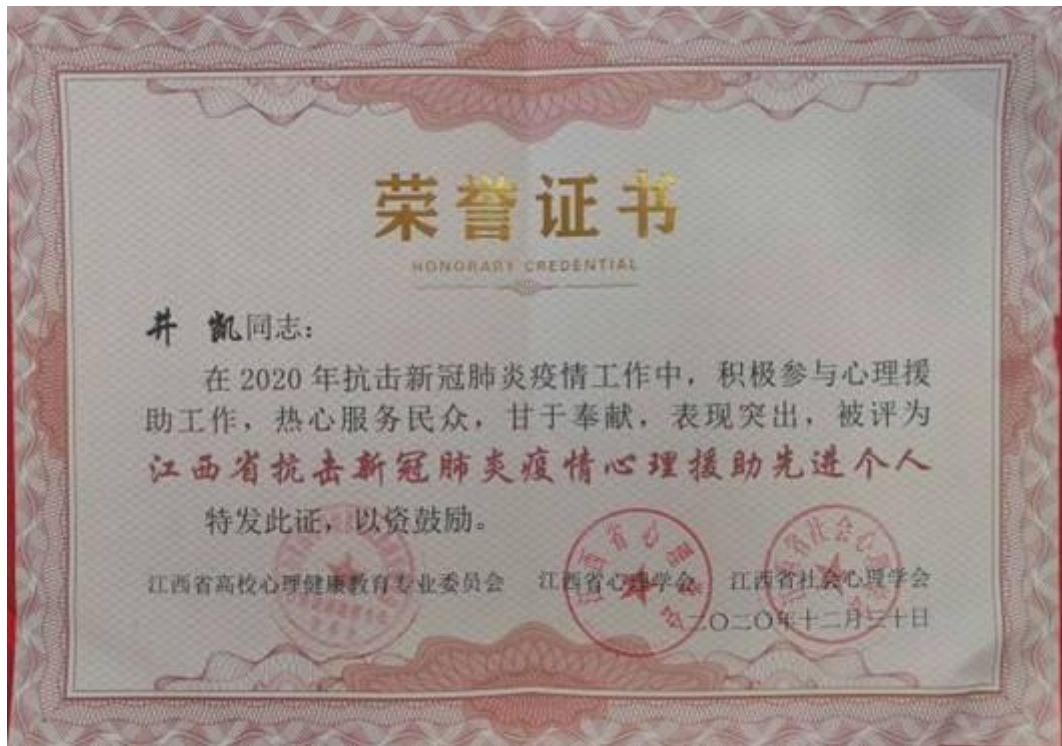 荣誉证书
HONORARY CREDENTIAL
井 凯同志:
在 2020 年抗击新冠肺炎疫情工作中，积极参与心理援
助工作，热心服务民众，甘于奉献，表现突出，被评为
江西省抗击新冠肺炎疫情心理援助先进个人
特发此证，以资鼓励。
江西省高校心理健康教育专业委员会 江西省心理学会 江西省社会心理学会
二〇二〇年十二月三十日